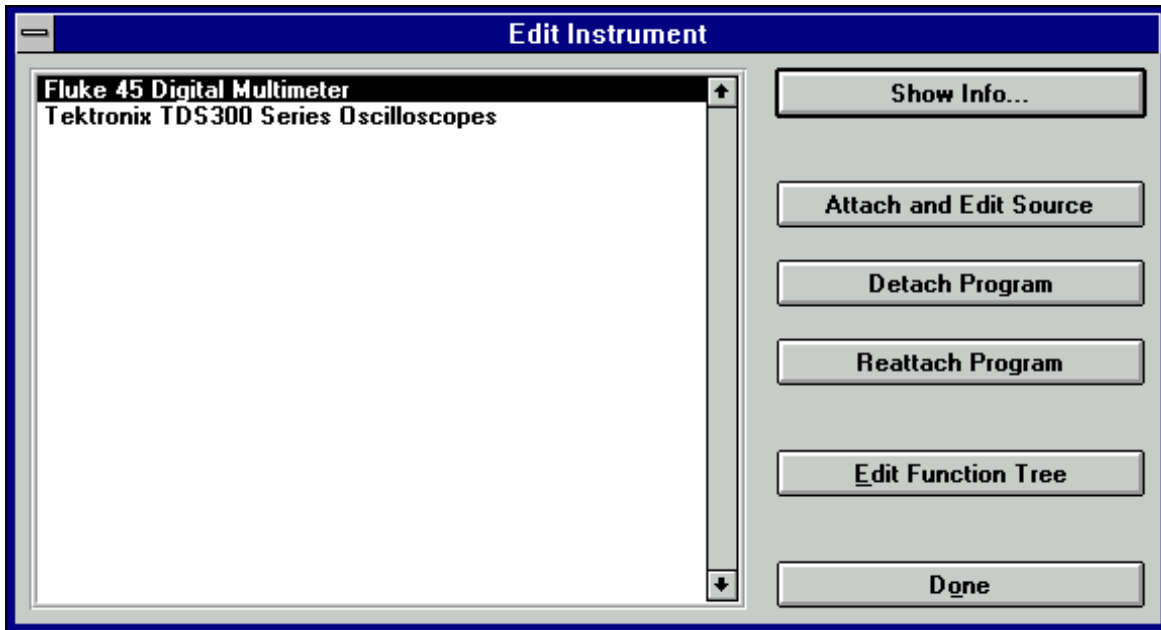 Edit Instrument
Fluke 45 Digital Multimeter
Tektronix TDS300 Series Oscilloscopes
Show Info...
Attach and Edit Source
Detach Program
Reattach Program
Edit Function Tree
Done